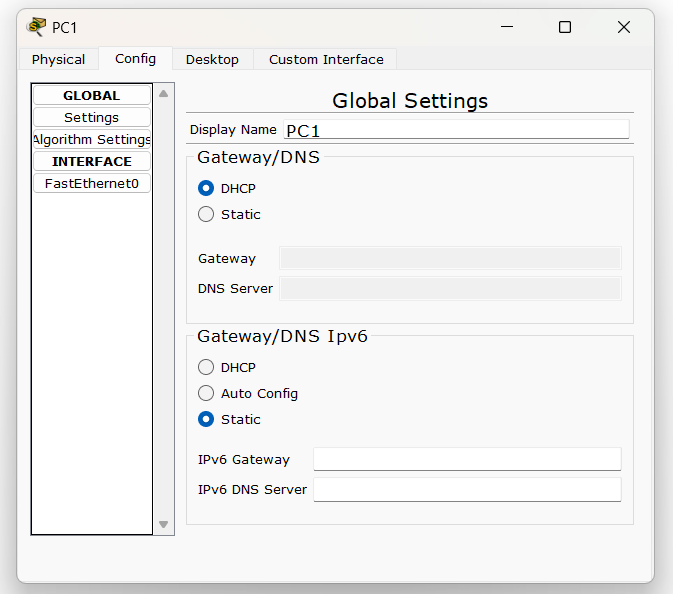 PC1
Physical Config Desktop Custom Interface
GLOBAL
Settings
Algorithm Settings
INTERFACE
FastEthernet0
Global Settings
Display Name PC1
Gateway/DNS
DHCP
Static
Gateway
DNS Server
Gateway/DNS Ipv6
DHCP
Auto Config
Static
IPv6 Gateway
IPv6 DNS Server